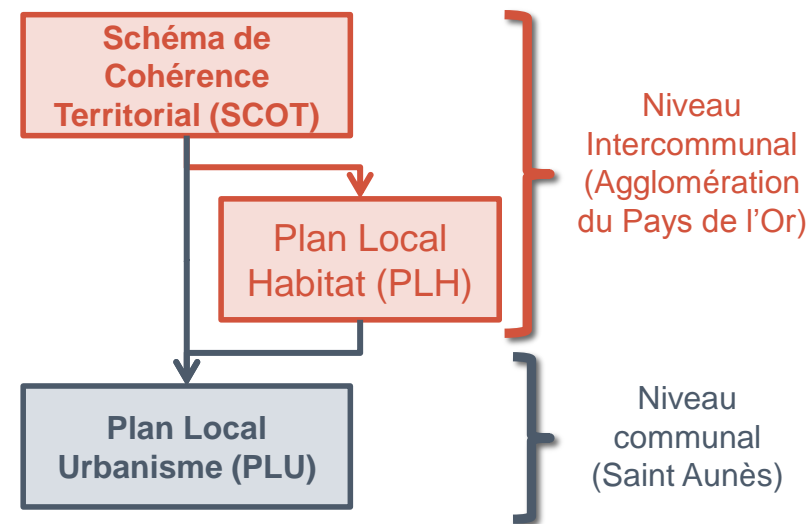 Schéma de
Cohérence
Territorial (SCOT)
Niveau
Intercommunal
(Agglomération
du Pays de l'Or)
Plan Local
Habitat (PLH)
Plan Local
Urbanisme (PLU)
Niveau
communal
(Saint Aunès)